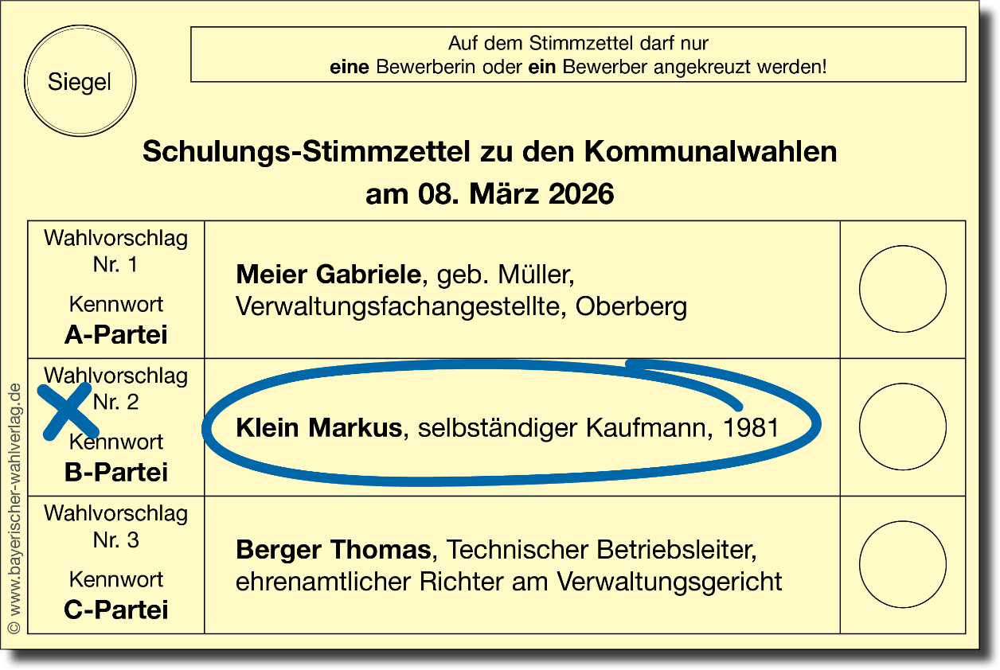 Siegel
Auf dem Stimmzettel darf nur
eine Bewerberin oder ein Bewerber angekreuzt werden!
Schulungs-Stimmzettel zu den Kommunalwahlen
am 08. März 2026
Wahlvorschlag
Nr. 1
Kennwort
A-Partei
Meier Gabriele, geb. Müller,
Verwaltungsfachangestellte, Oberberg
Wahlvorschlag
Nr. 2
Kennwort
B-Partei
Klein Markus, selbständiger Kaufmann, 1981
Wahlvorschlag
Nr. 3
Kennwort
C-Partei
Berger Thomas, Technischer Betriebsleiter,
ehrenamtlicher Richter am Verwaltungsgericht
© www.bayerischer-wahlverlag.de